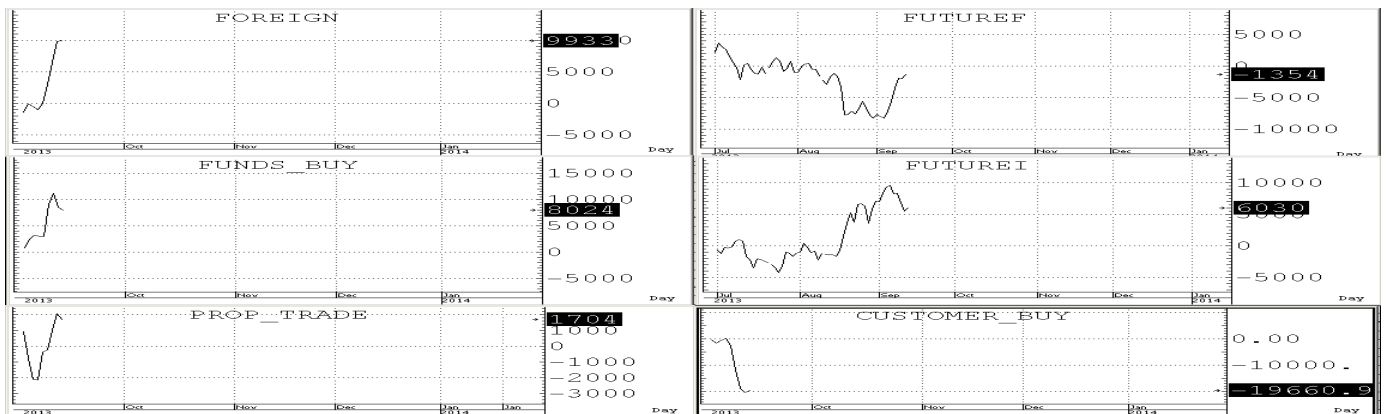 FOREIGN
99330
5000
0
-5000
Oct
Nov
Dec
Jan
2013
2014
Day
FUTUREF
5000
0
-1354
-5000
-10000
Jul
Aug
Sep
Oct
Nov
Dec
Jan
2013
2014
Day
FUNDS_BUY
15000
10000
8024
5000
0
-5000
Oct
Nov
Dec
Jan
2013
2014
Day
FUTUREI
10000
6030
5000
0
-5000
Jul
Aug
Sep
Oct
Nov
Dec
Jan
2013
2014
Day
PROP_TRADE
1704
1000
0
-1000
-2000
-3000
Oct
Nov
Dec
Jan
Jan
2013
2014
Day
CUSTOMER_BUY
0.00
-10000.
-19660.9
Oct
Nov
Dec
Jan
2013
2014
Day